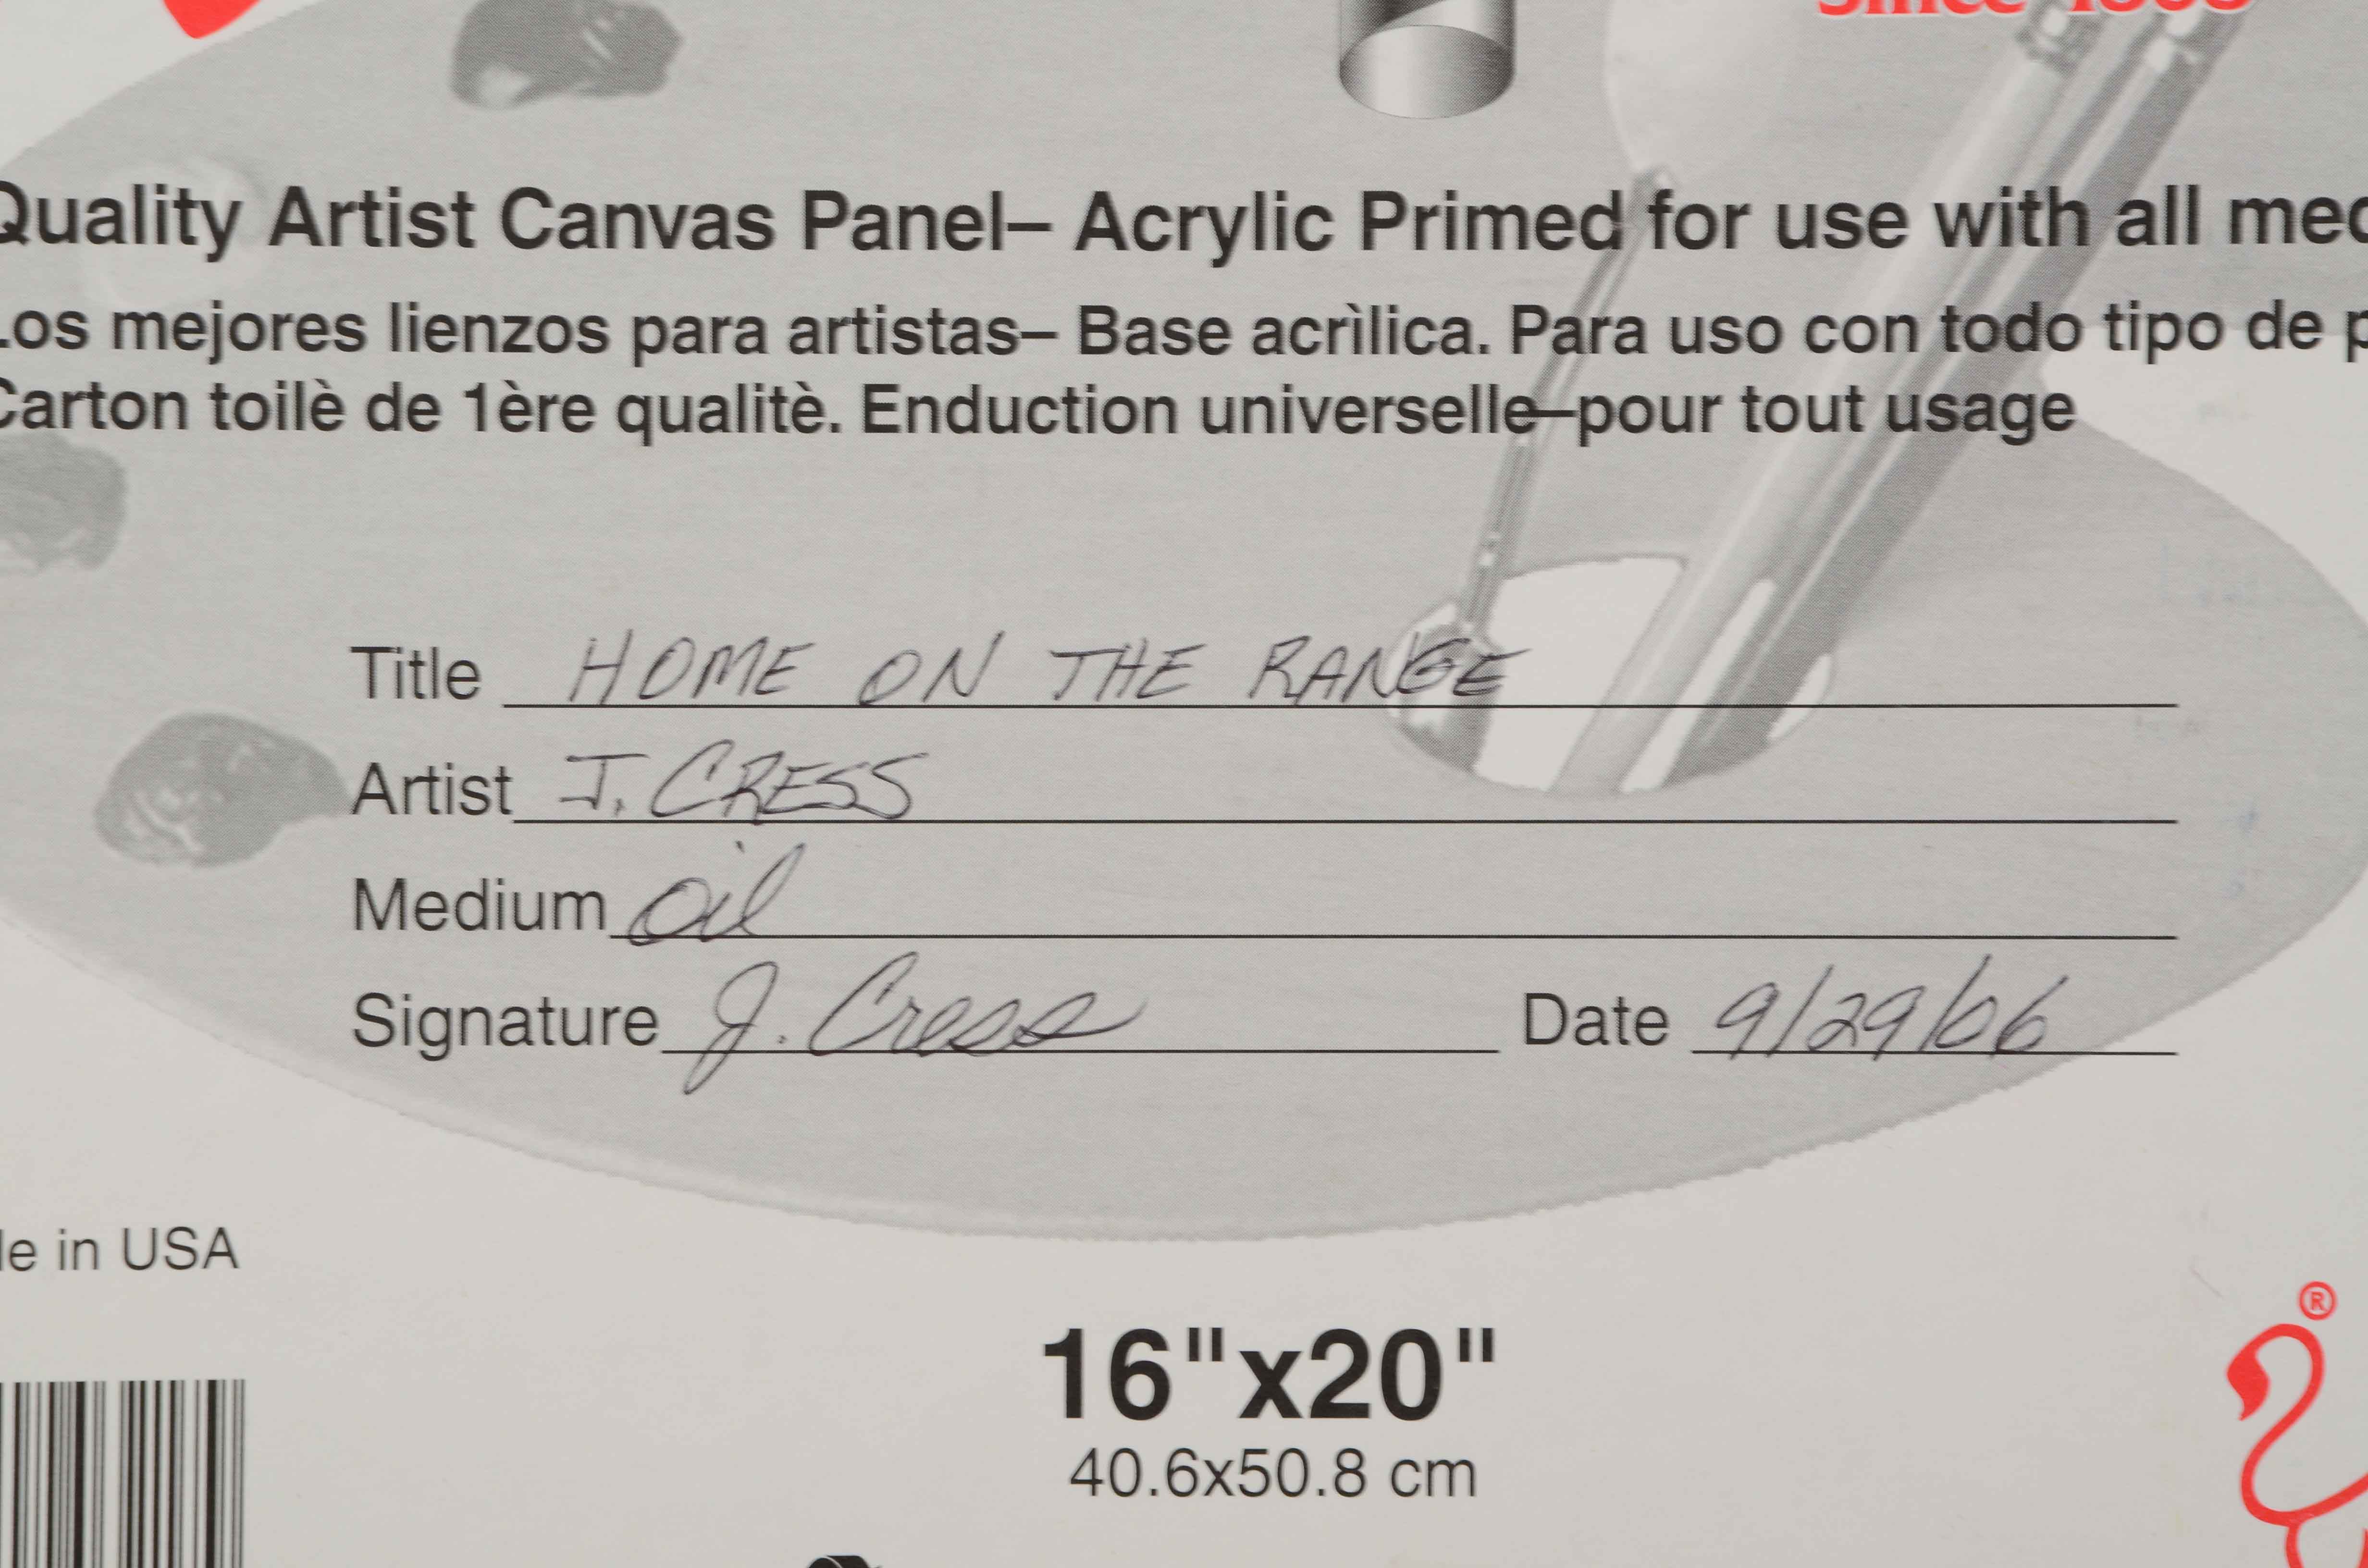 Quality Artist Canvas Panel– Acrylic Primed for use with all
Los mejores lienzos para artistas– Base acrìlica. Para uso con todo tipo de
Carton toilè de 1ère qualitè. Enduction universelle–pour tout usage
Title HOME ON THE RANGE
Artist J. CRESS
Medium oil
Signature J. Cress Date 9/29/06
in USA
16"x20"
40.6x50.8 cm
®